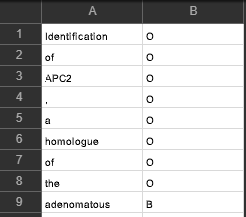 A B
1 Identification O
2 of O
3 APC2 O
4 , O
5 a O
6 homologue O
7 of O
8 the O
9 adenomatous B